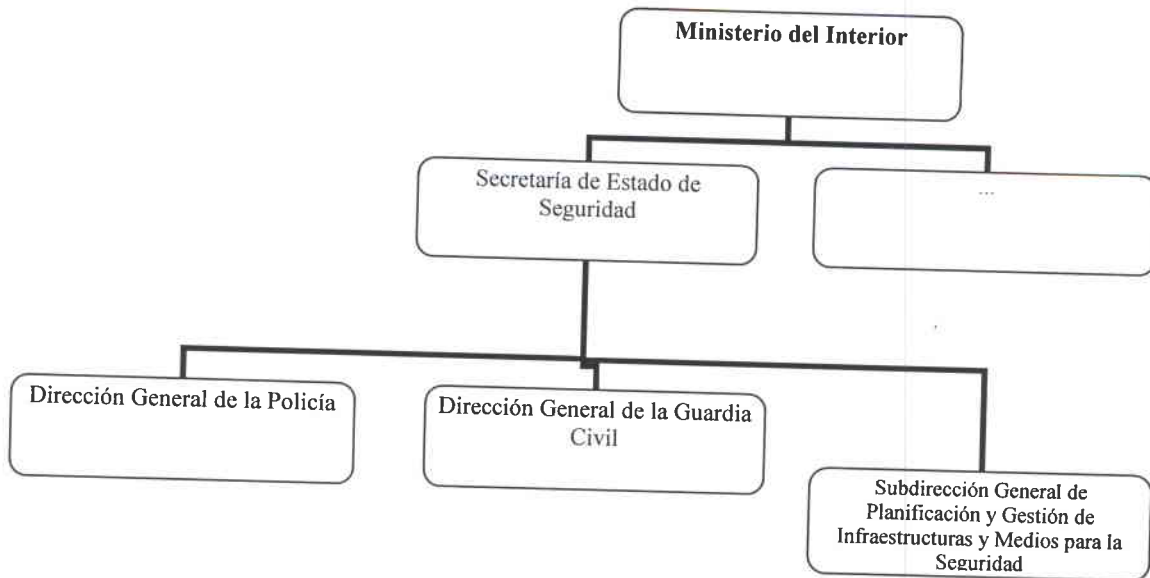 Ministerio del Interior
Secretaría de Estado de
Seguridad
...
Dirección General de la Policía
Dirección General de la Guardia
Civil
Subdirección General de
Planificación y Gestión de
Infraestructuras y Medios para la
Seguridad